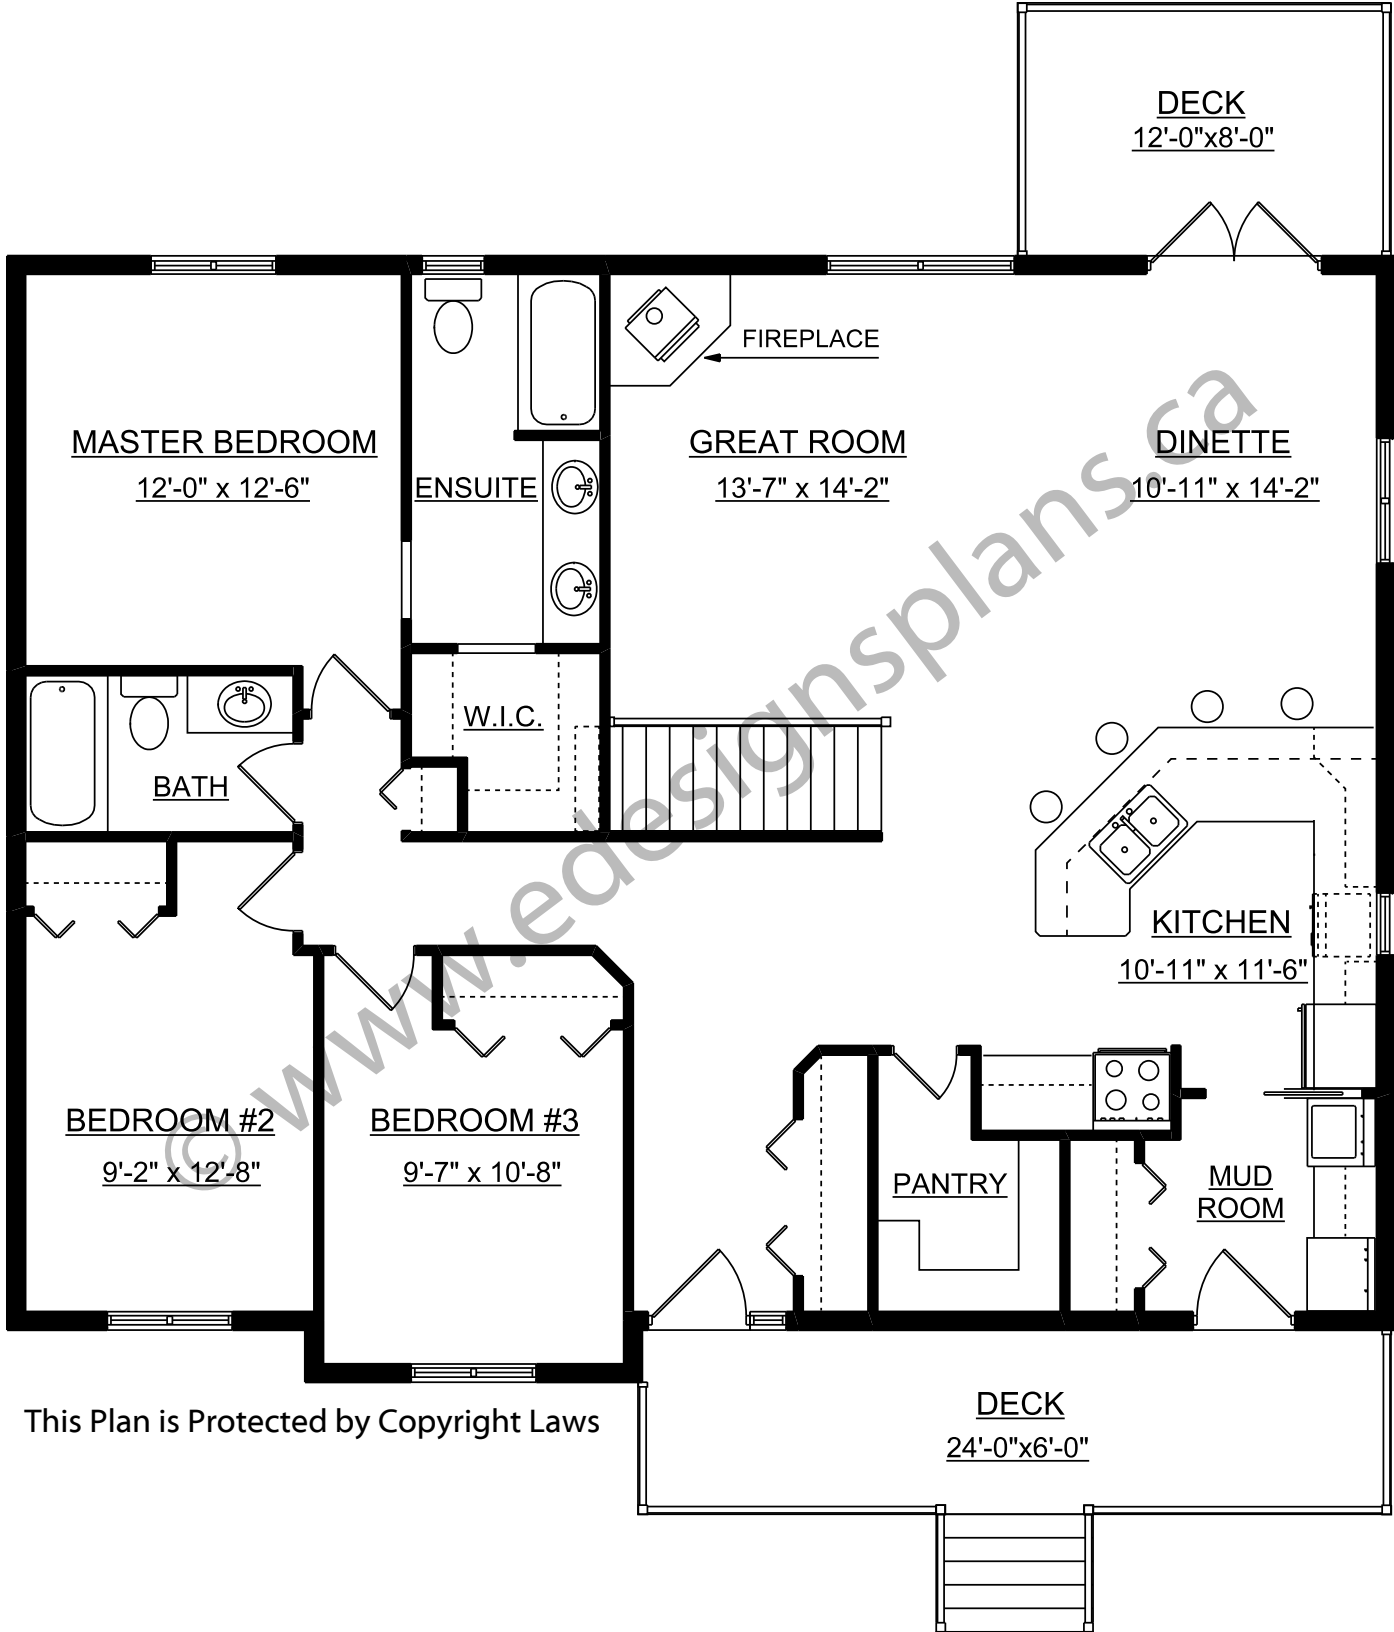 DECK
12'-0"x8'-0"
FIREPLACE
MASTER BEDROOM
12'-0" x 12'-6"
ENSUITE
GREAT ROOM
13'-7" x 14'-2"
DINETTE
10'-11" x 14'-2"
W.I.C.
BATH
KITCHEN
10'-11" x 11'-6"
BEDROOM #2
9'-2" x 12'-8"
BEDROOM #3
9'-7" x 10'-8"
PANTRY
MUD
ROOM
DECK
24'-0"x6'-0"
This Plan is Protected by Copyright Laws
© www.edesignsplans.ca